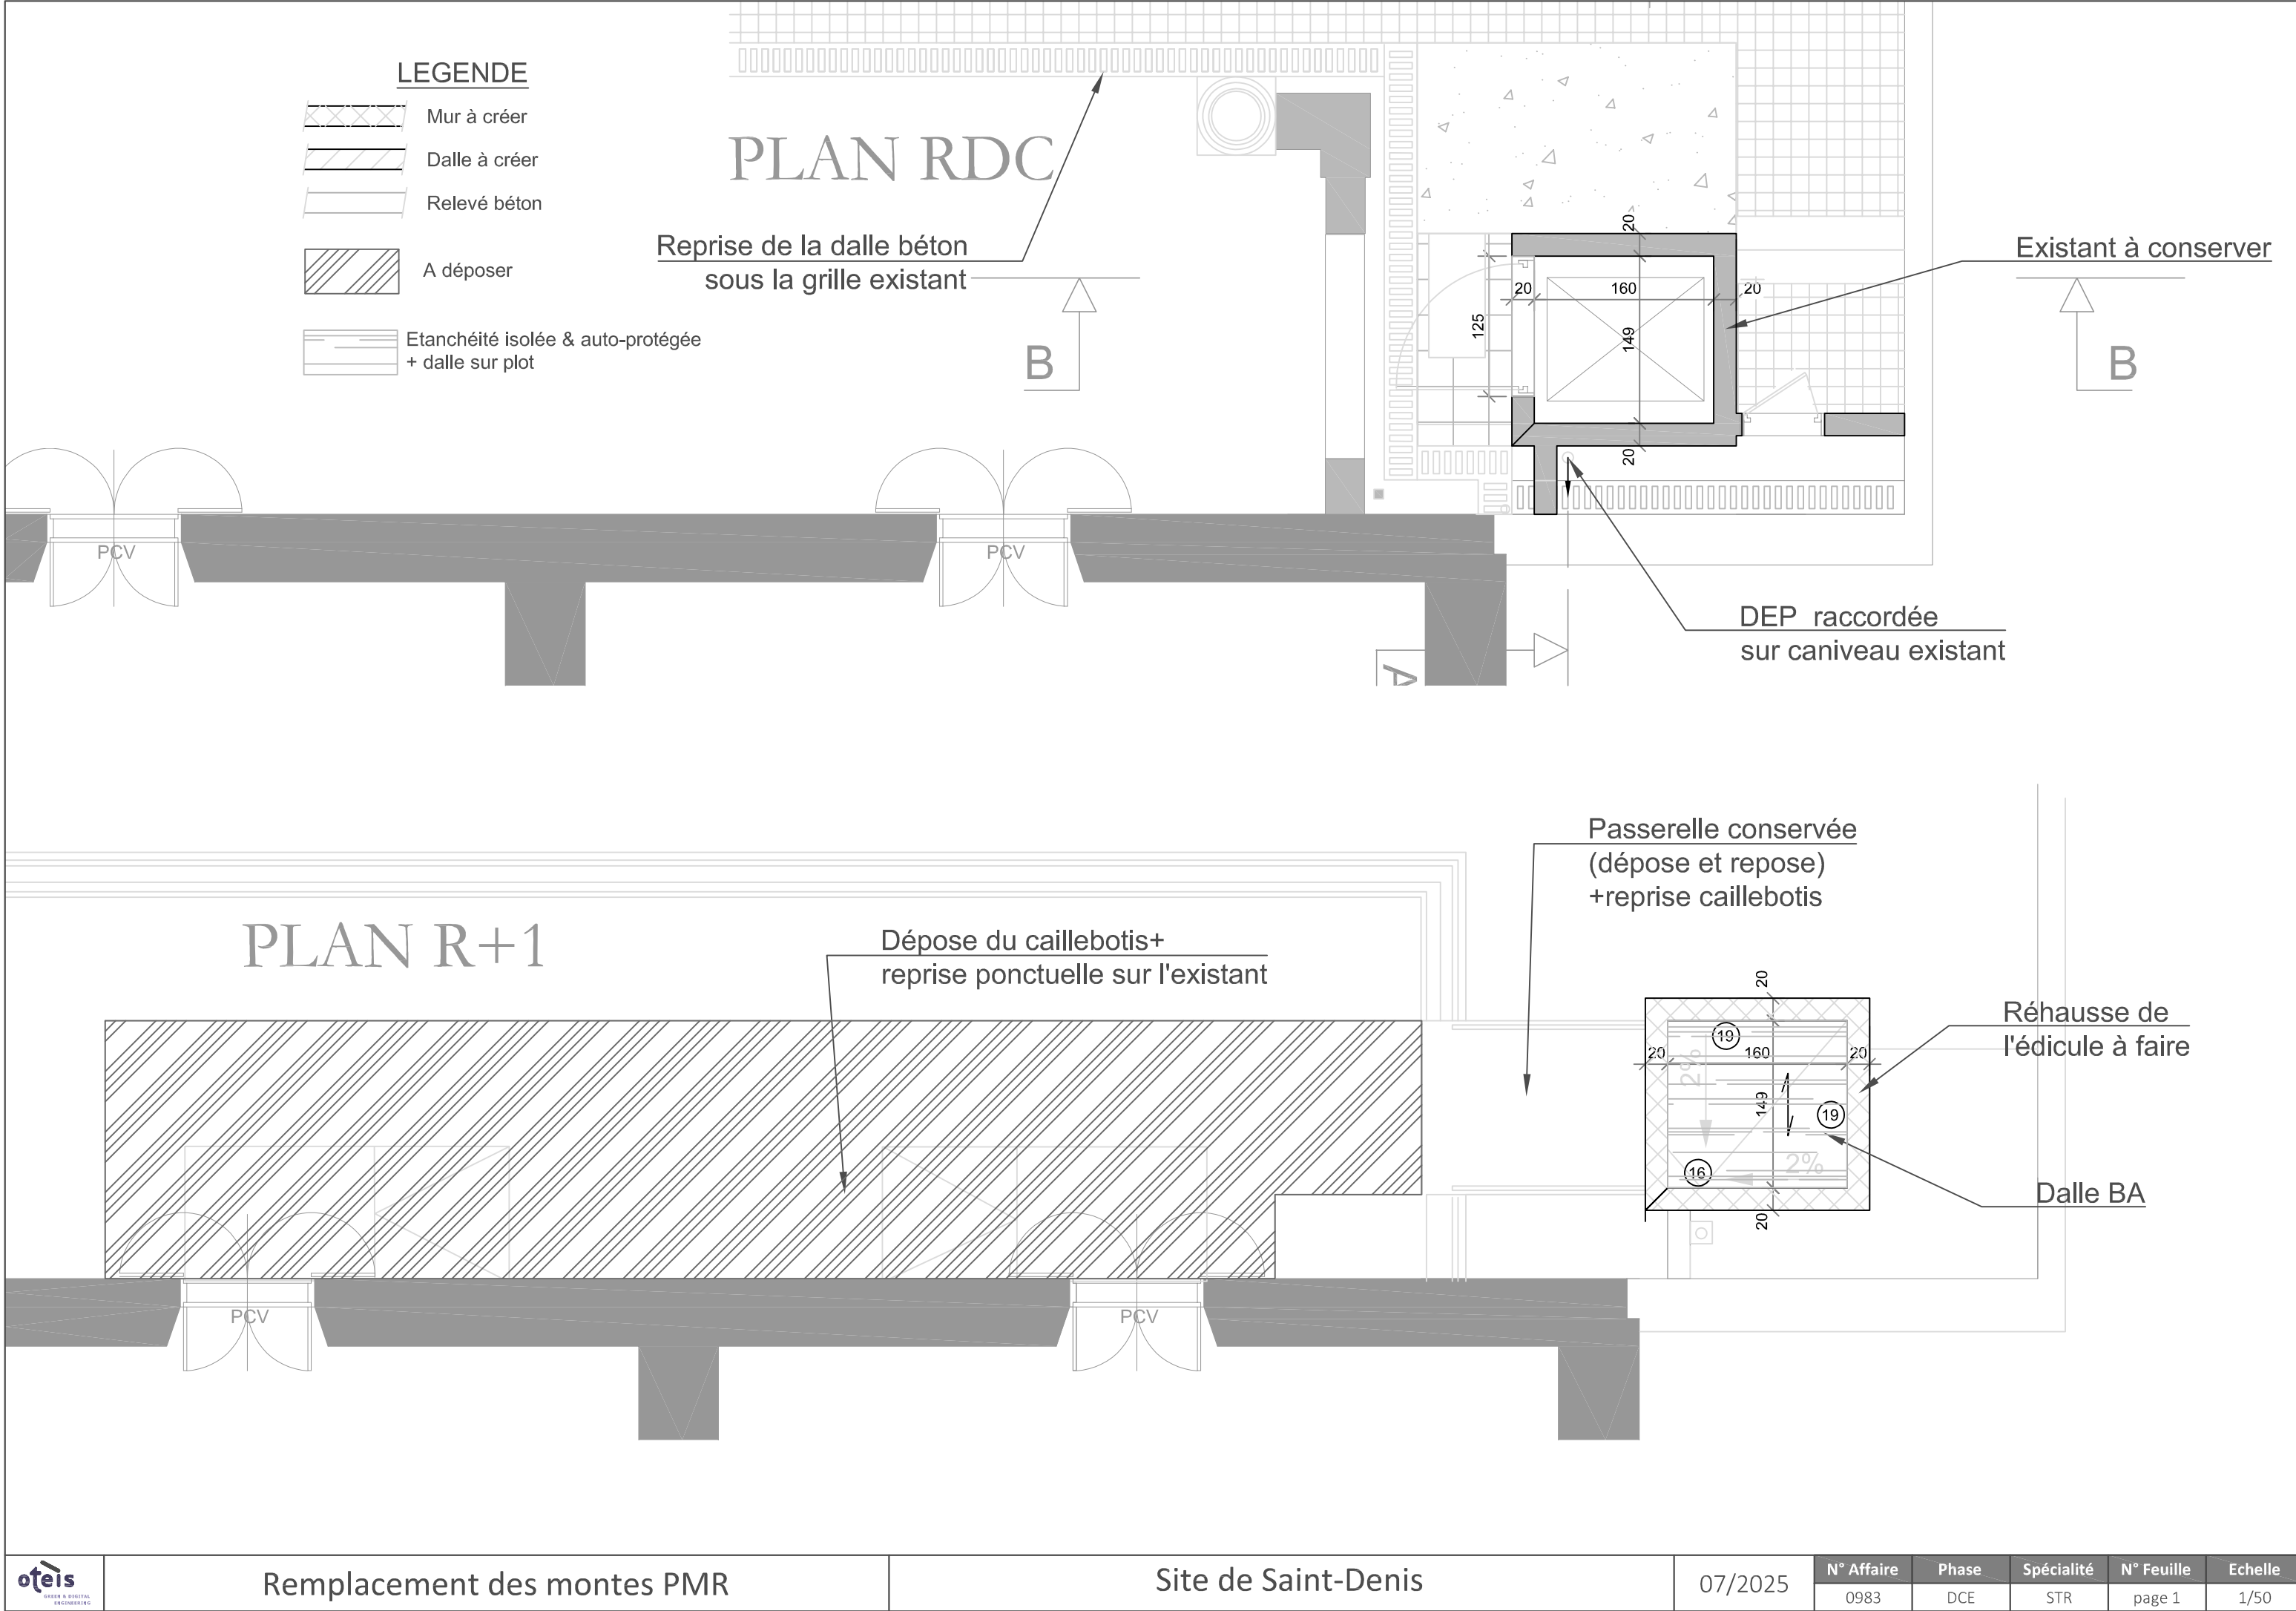 LEGENDE
Mur à créer
Dalle à créer
Relevé béton
A déposer
Etanchéité isolée & auto-protégée
+ dalle sur plot
PLAN RDC
Reprise de la dalle béton
sous la grille existant
B
20
20
160
20
125
149
20
Existant à conserver
B
PCV
PCV
DEP raccordée
sur caniveau existant
A
PLAN R+1
Dépose du caillebotis+
reprise ponctuelle sur l'existant
Passerelle conservée
(dépose et repose)
+reprise caillebotis
20
19
20
160
20
2%
149
19
16
2%
20
Réhausse de
l'édicule à faire
Dalle BA
PCV
PCV
oteis
GREEN & DIGITAL
ENGINEERING
Remplacement des montes PMR
Site de Saint-Denis
07/2025
N° Affaire Phase Spécialité N° Feuille Echelle
0983 DCE STR page 1 1/50